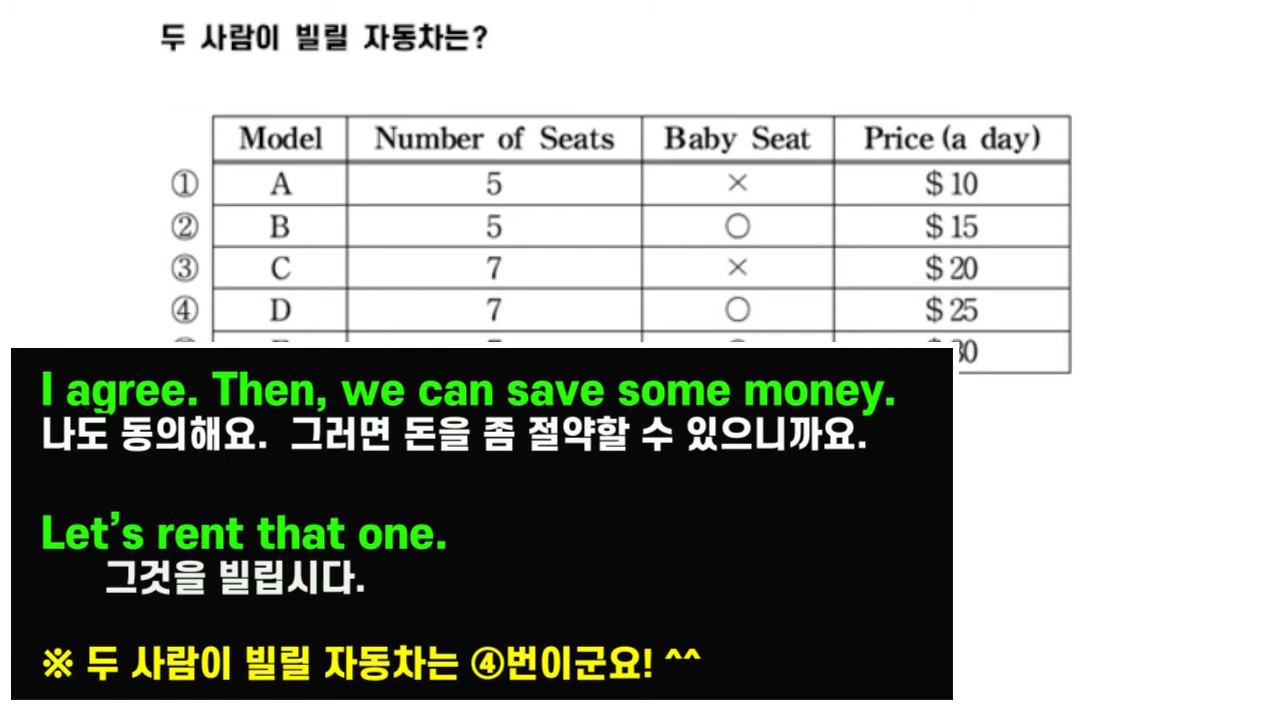 두 사람이 빌릴 자동차는?
Model Number of Seats Baby Seat Price (a day)
① A 5 × $ 10
② B 5 ○ $ 15
③ C 7 × $ 20
④ D 7 ○ $ 25
I agree. Then, we can save some money.
나도 동의해요. 그러면 돈을 좀 절약할 수 있으니까요.
Let's rent that one.
그것을 빌립시다.
※ 두 사람이 빌릴 자동차는 ④번이군요! ^^